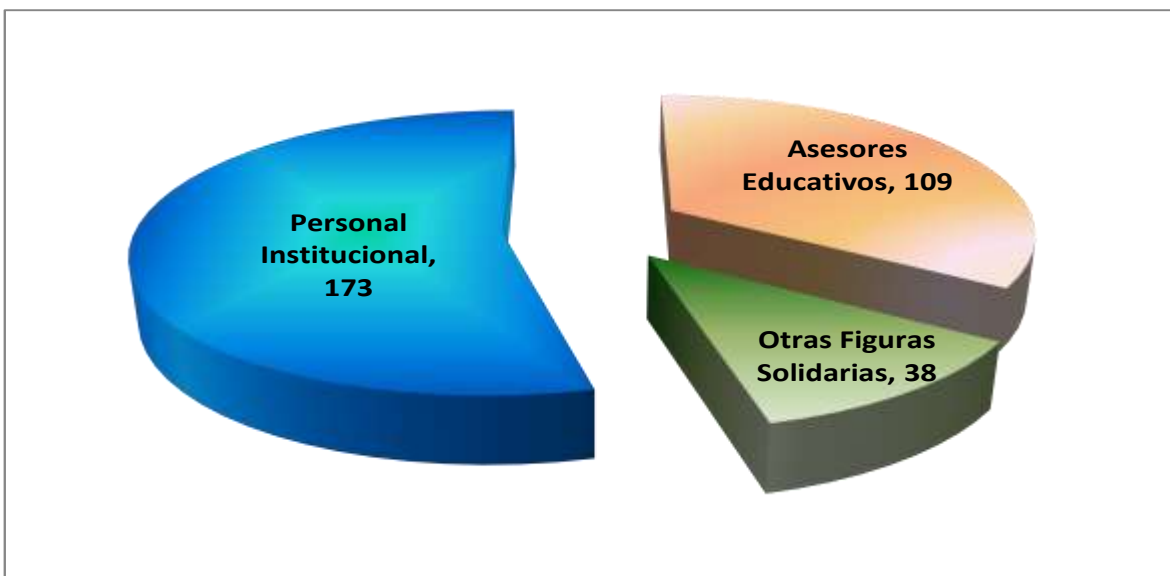 Personal
Institucional,
173
Asesores
Educativos, 109
Otras Figuras
Solidarias, 38